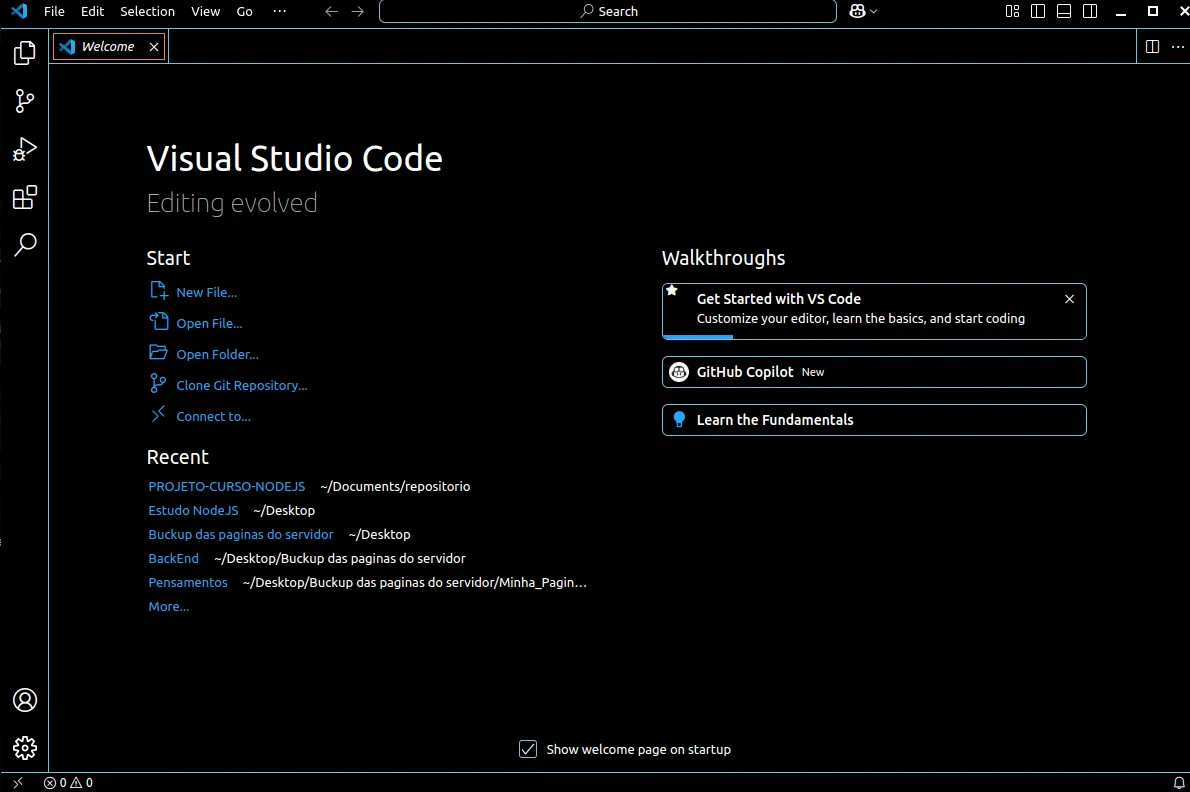 File Edit Selection View Go ··· Search
Welcome
Visual Studio Code
Editing evolved
Start
New File...
Open File...
Open Folder...
Clone Git Repository...
Connect to...
Recent
PROJETO-CURSO-NODEJS ~/Documents/repositorio
Estudo NodeJS ~/Desktop
Buckup das paginas do servidor ~/Desktop
BackEnd ~/Desktop/Buckup das paginas do servidor
Pensamentos ~/Desktop/Buckup das paginas do servidor/Minha_Pagin...
More...
Walkthroughs
Get Started with VS Code
Customize your editor, learn the basics, and start coding
GitHub Copilot New
Learn the Fundamentals
Show welcome page on startup
0 0